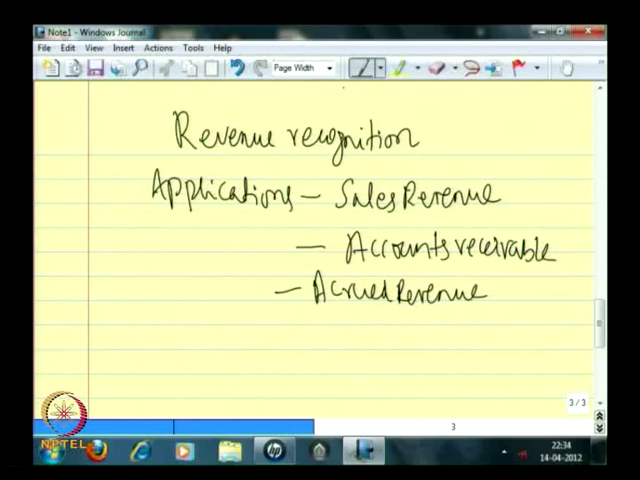 Note1 - Windows Journal
File Edit View Insert Actions Tools Help
Page Width
Revenue recognition
Applications - Sales Revenue
- Accounts receivable
- Accrued Revenue
3/3
3
NPTEL
hp
22:34
14-04-2012